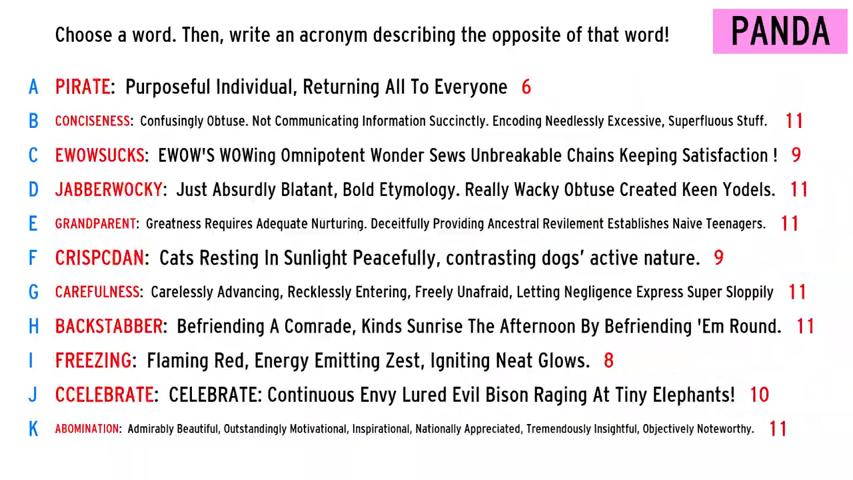 Choose a word. Then, write an acronym describing the opposite of that word! PANDA
A PIRATE: Purposeful Individual, Returning All To Everyone 6
B CONCISENESS: Confusingly Obtuse. Not Communicating Information Succinctly. Encoding Needlessly Excessive, Superfluous Stuff. 11
C EWOWSUCKS: EWOW'S WOWing Omnipotent Wonder Sews Unbreakable Chains Keeping Satisfaction ! 9
D JABBERWOCKY: Just Absurdly Blatant, Bold Etymology. Really Wacky Obtuse Created Keen Yodels. 11
E GRANDPARENT: Greatness Requires Adequate Nurturing. Deceitfully Providing Ancestral Revilement Establishes Naive Teenagers. 11
F CRISPCDAN: Cats Resting In Sunlight Peacefully, contrasting dogs’ active nature. 9
G CAREFULNESS: Carelessly Advancing, Recklessly Entering, Freely Unafraid, Letting Negligence Express Super Sloppily 11
H BACKSTABBER: Befriending A Comrade, Kinds Sunrise The Afternoon By Befriending 'Em Round. 11
I FREEZING: Flaming Red, Energy Emitting Zest, Igniting Neat Glows. 8
J CCELEBRATE: CELEBRATE: Continuous Envy Lured Evil Bison Raging At Tiny Elephants! 10
K ABOMINATION: Admirably Beautiful, Outstandingly Motivational, Inspirational, Nationally Appreciated, Tremendously Insightful, Objectively Noteworthy. 11